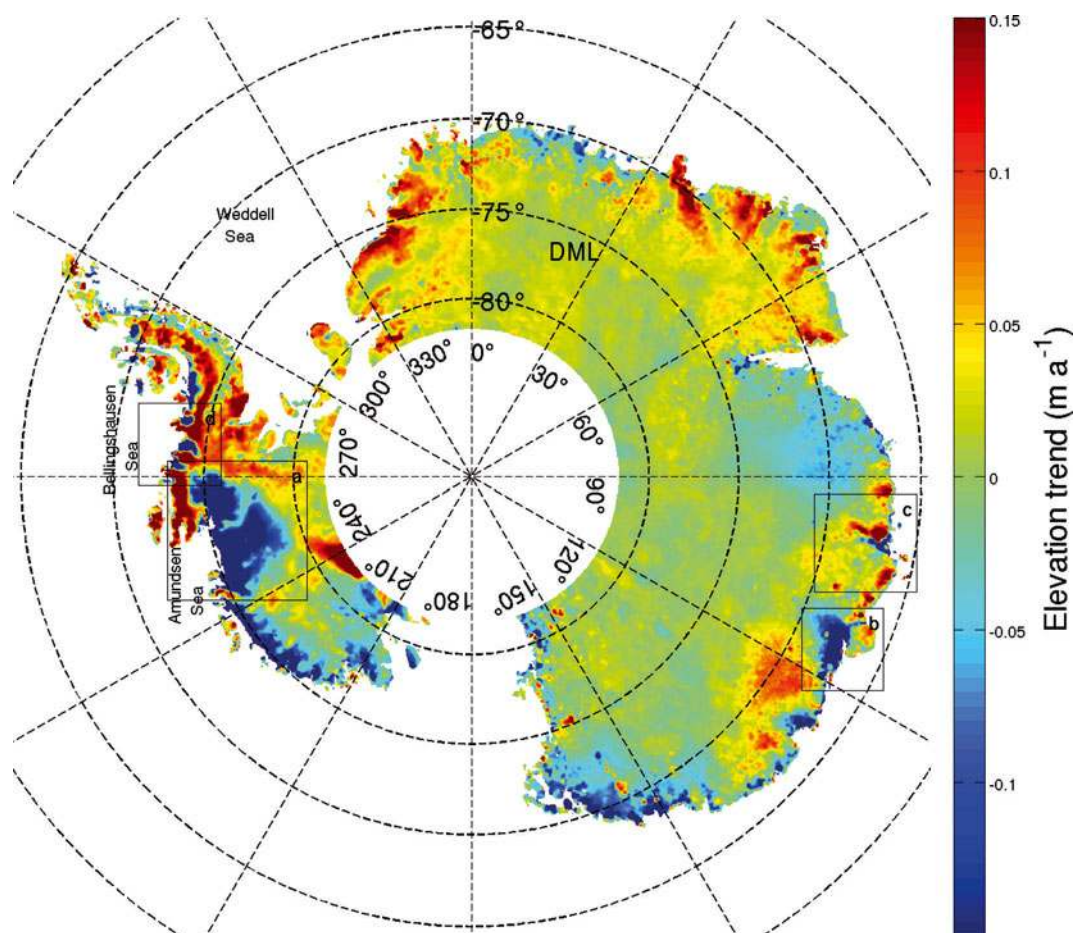 -65°
0.15
-70°
Weddell
Sea
0.1
-75°
DML
-80°
0.05
0°
330°
30°
300°
60°
270°
90°
240°
120°
210°
150°
180°
Bellingshausen
Sea
d
a
Amundsen
Sea
c
b
0
-0.05
-0.1
Elevation trend (m a⁻¹)